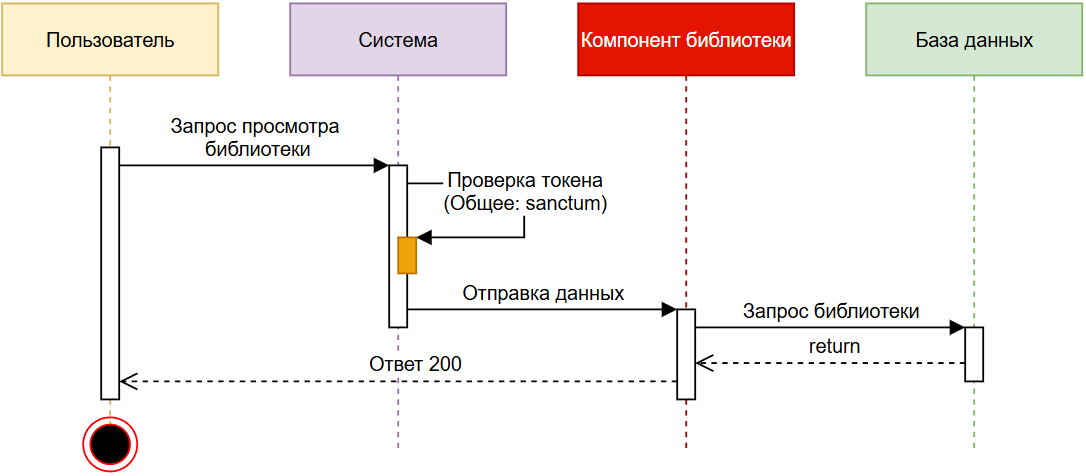 Пользователь
Система
Компонент библиотеки
База данных
Запрос просмотра
библиотеки
Проверка токена
(Общее: sanctum)
Отправка данных
Запрос библиотеки
return
Ответ 200